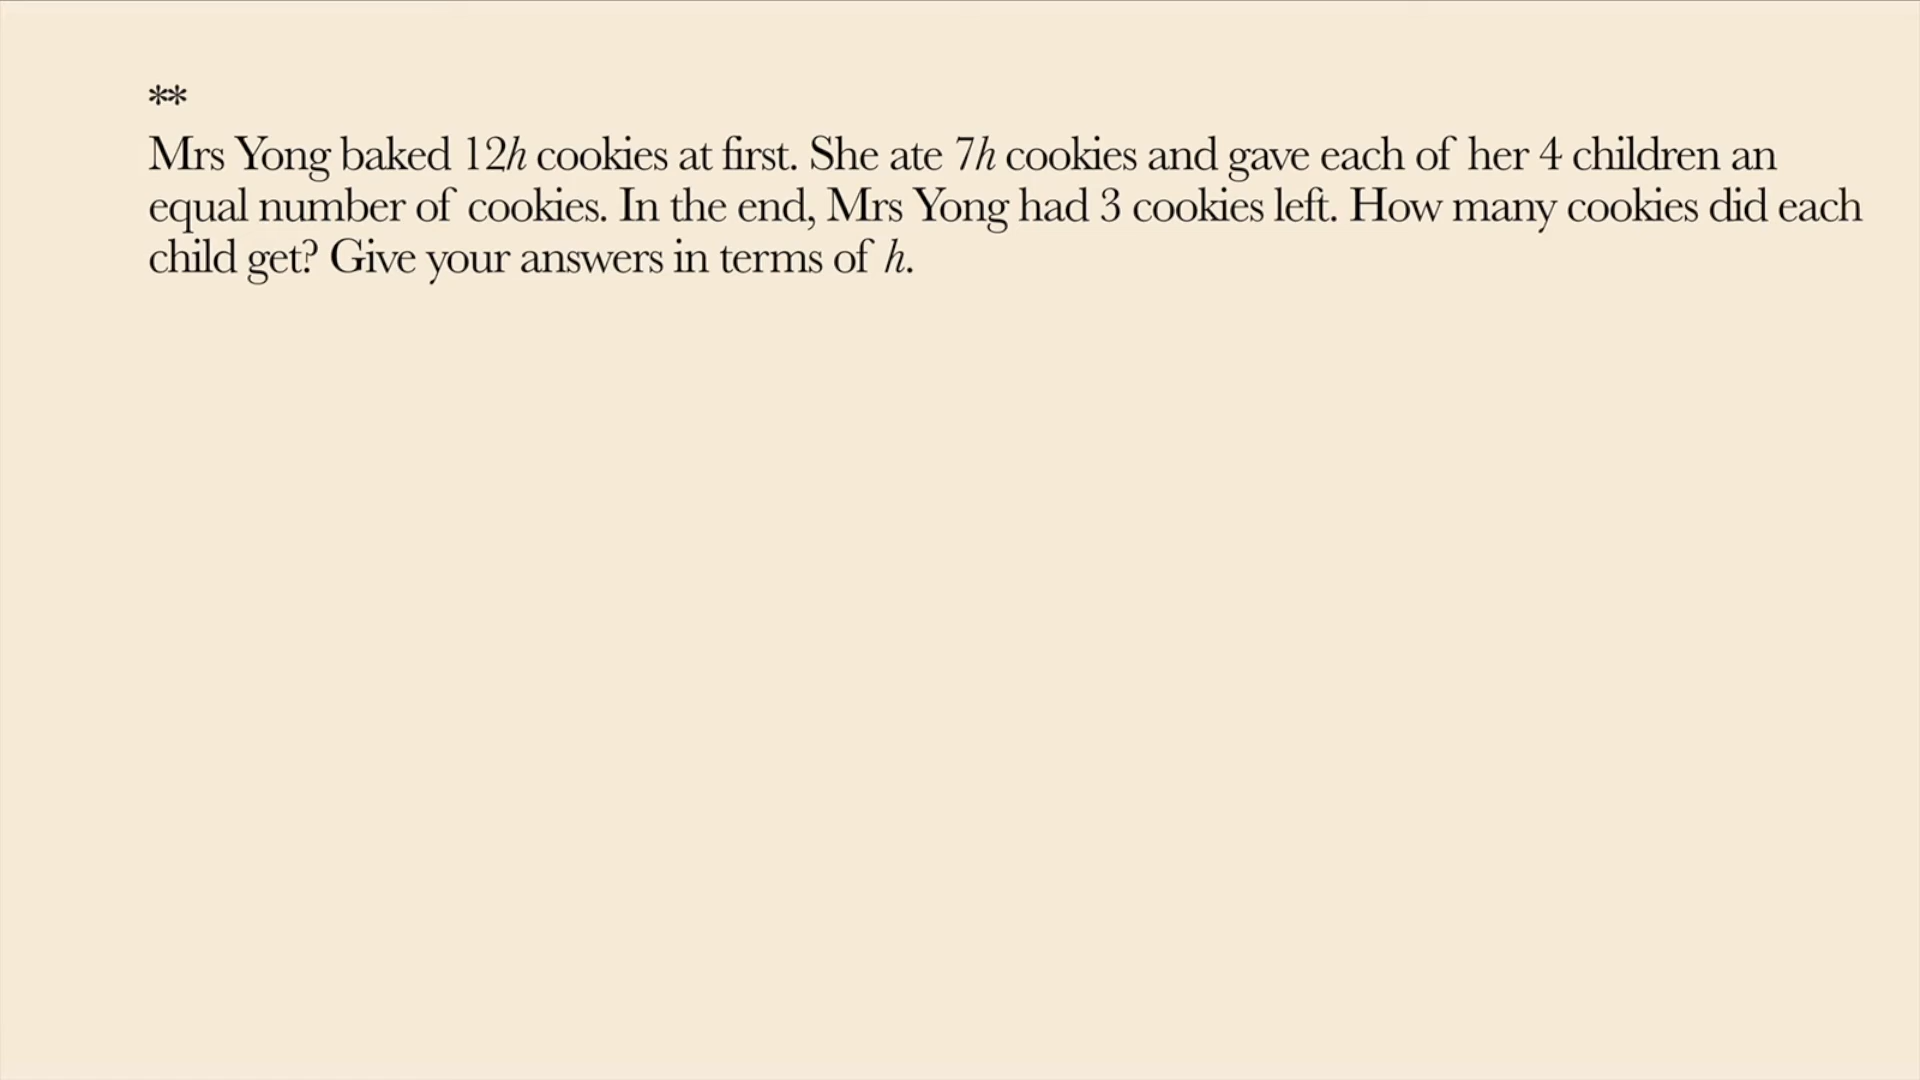 **
Mrs Yong baked 12h cookies at first. She ate 7h cookies and gave each of her 4 children an
equal number of cookies. In the end, Mrs Yong had 3 cookies left. How many cookies did each
child get? Give your answers in terms of h.